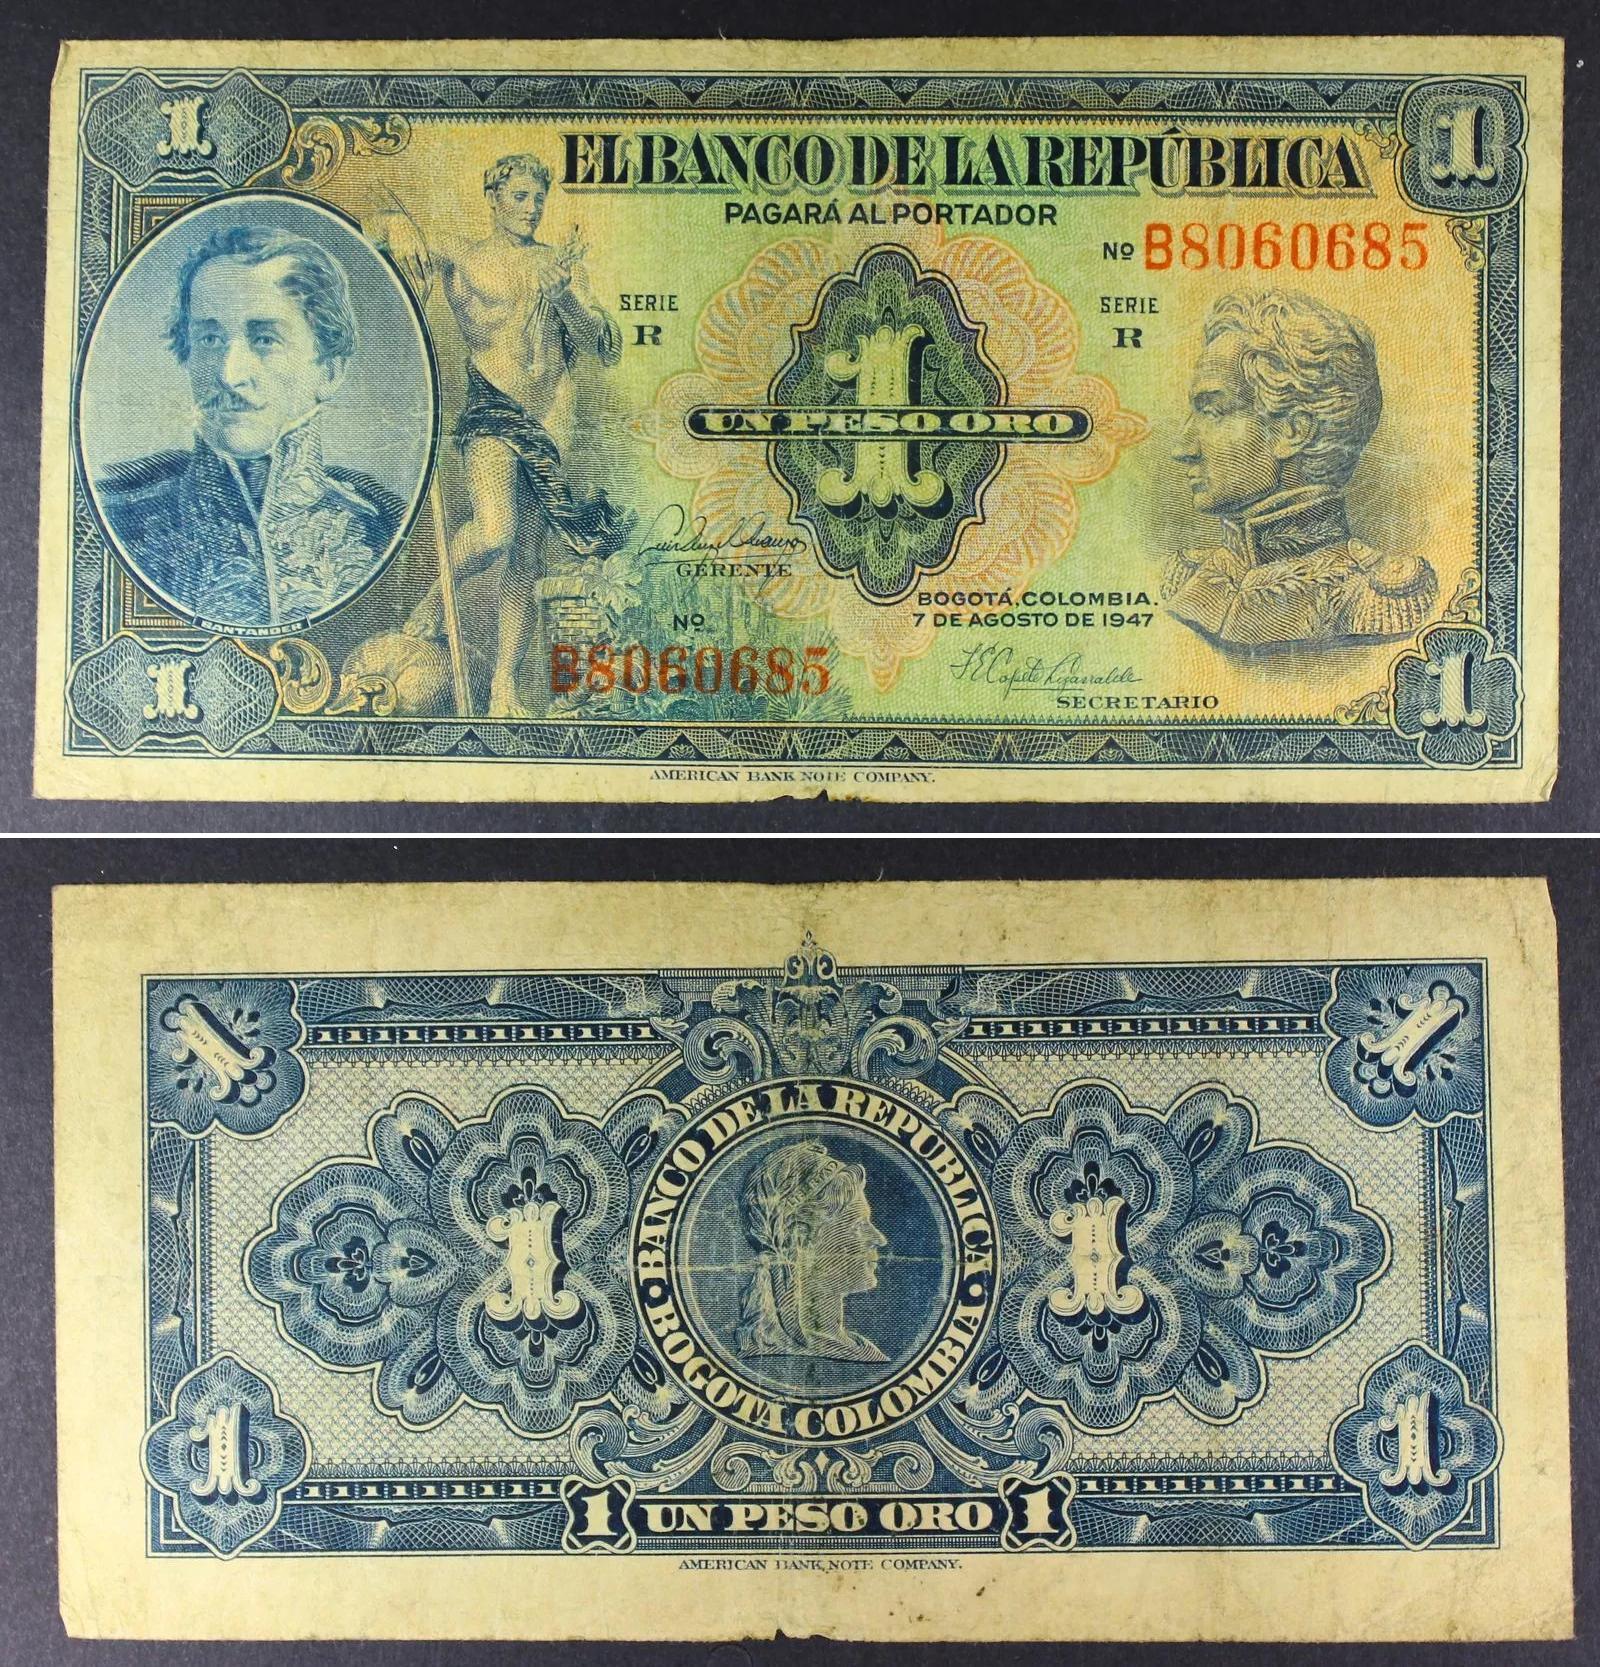 1
1
EL BANCO DE LA REPÚBLICA
PAGARÁ AL PORTADOR
Nº B8060685
SERIE
R
SERIE
R
1
UN PESO ORO
GERENTE
BOGOTÁ, COLOMBIA.
7 DE AGOSTO DE 1947
SANTANDER
Nº
B8060685
SECRETARIO
1
1
AMERICAN BANK NOTE COMPANY.
1
1
BANCO DE LA REPUBLICA
1
1
BOGOTA COLOMBIA
1
1
1 UN PESO ORO 1
AMERICAN BANK NOTE COMPANY.